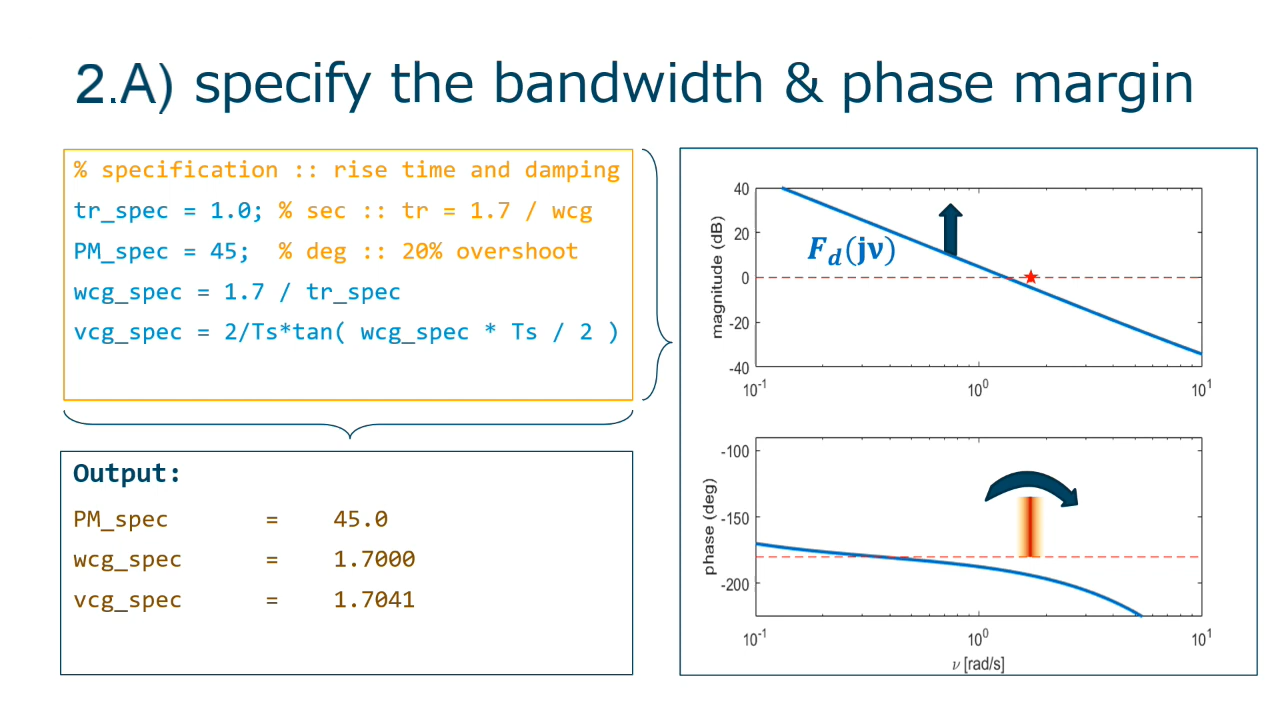 2.A) specify the bandwidth & phase margin
% specification :: rise time and damping
tr_spec = 1.0; % sec :: tr = 1.7 / wcg
PM_spec = 45;  % deg :: 20% overshoot
wcg_spec = 1.7 / tr_spec
vcg_spec = 2/Ts*tan( wcg_spec * Ts / 2 )
Output:
PM_spec = 45.0
wcg_spec = 1.7000
vcg_spec = 1.7041
magnitude (dB)
40
20
0
-20
-40
F_d(jν)
10^-1 10^0 10^1
phase (deg)
-100
-150
-200
10^-1 10^0 10^1
ν [rad/s]